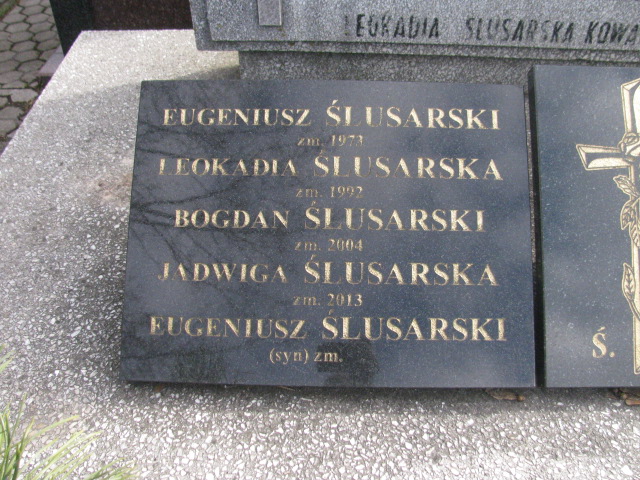 LEOKADIA ŚLUSARSKA KOWA
EUGENIUSZ ŚLUSARSKI
zm. 1973
LEOKADIA ŚLUSARSKA
zm. 1992
BOGDAN ŚLUSARSKI
zm. 2004
JADWIGA ŚLUSARSKA
zm. 2013
EUGENIUSZ ŚLUSARSKI
(syn) zm.
Ś.